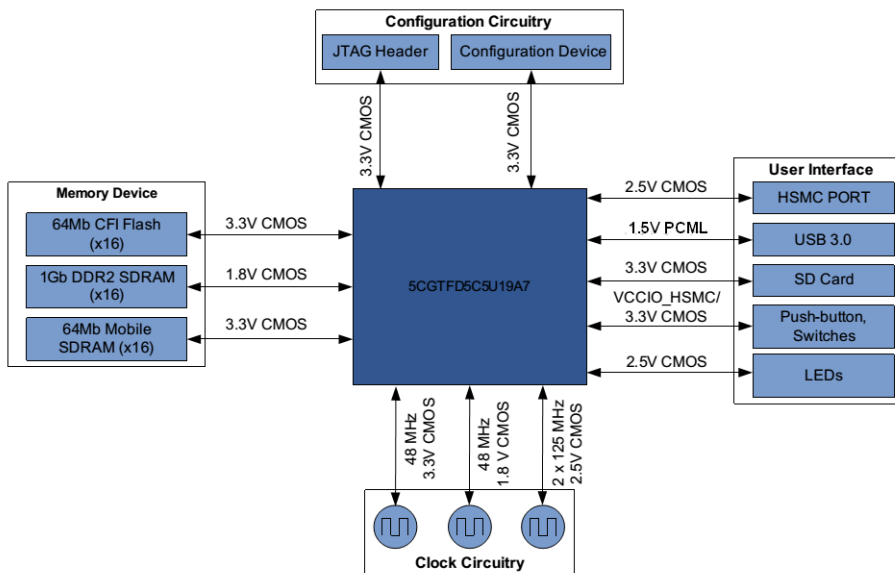 Configuration Circuitry
JTAG Header
Configuration Device
3.3V CMOS
3.3V CMOS
Memory Device
64Mb CFI Flash
(x16)
3.3V CMOS
1Gb DDR2 SDRAM
(x16)
1.8V CMOS
64Mb Mobile
SDRAM (x16)
3.3V CMOS
5CGTFD5C5U19A7
User Interface
2.5V CMOS
HSMC PORT
1.5V PCML
USB 3.0
3.3V CMOS
SD Card
VCCIO_HSMC/
3.3V CMOS
Push-button,
Switches
2.5V CMOS
LEDs
48 MHz
3.3V CMOS
48 MHz
1.8 V CMOS
2 x 125 MHz
2.5V CMOS
Clock Circuitry